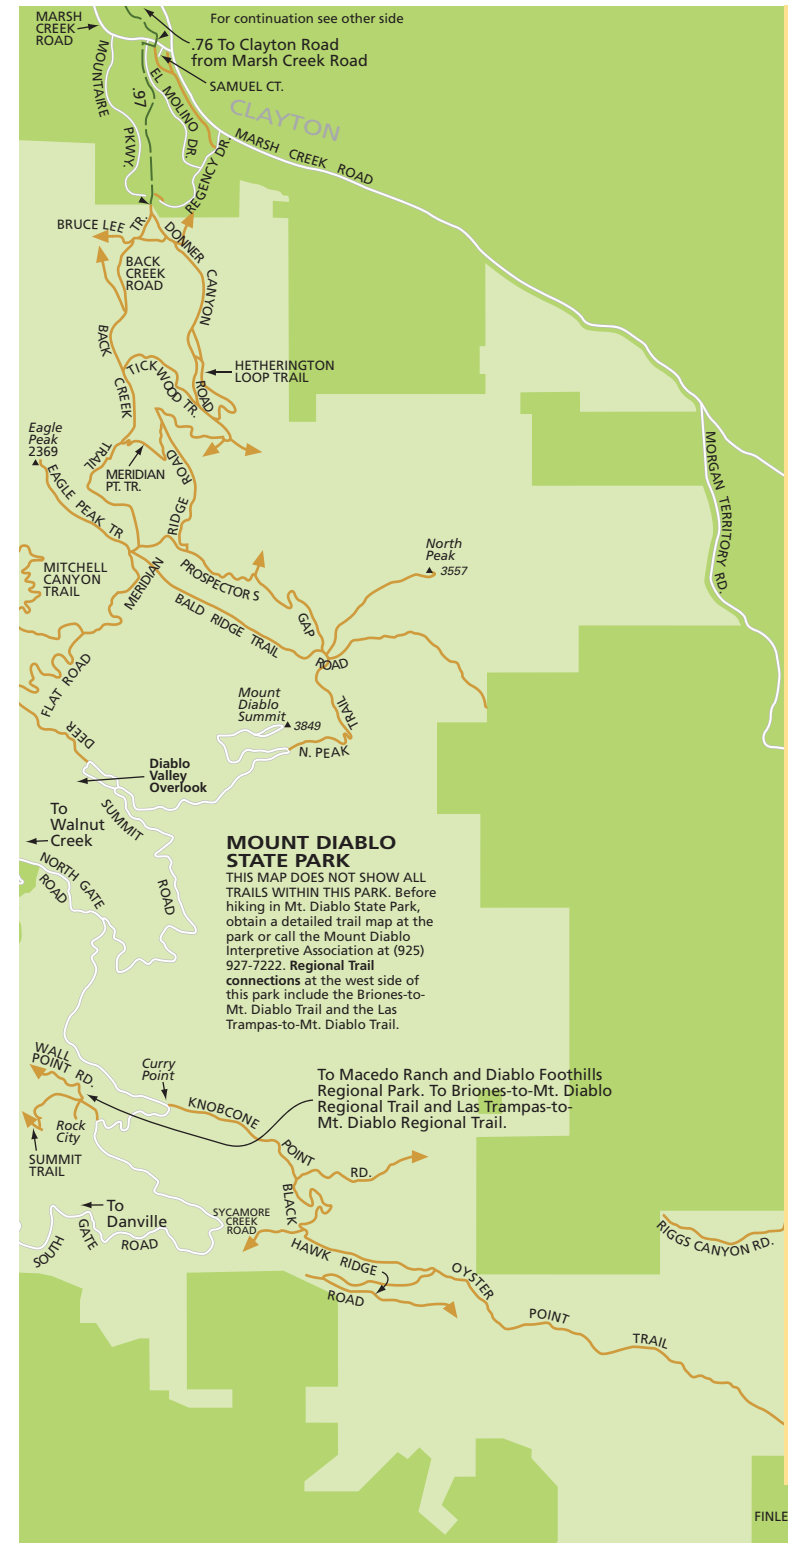 MARSH
CREEK
ROAD
For continuation see other side
.76 To Clayton Road
from Marsh Creek Road
SAMUEL CT.
MOUNTAIRE
PKWY.
.97
EL MOLINO DR.
CLAYTON
MARSH CREEK ROAD
REGENCY DR.
BRUCE LEE TR.
DONNER
CANYON
ROAD
BACK
CREEK
ROAD
BACK
CREEK
TRAIL
TICKWOOD TR.
HETHERINGTON
LOOP TRAIL
Eagle
Peak
2369
MERIDIAN
PT. TR.
EAGLE PEAK TR
MERIDIAN
RIDGE
ROAD
MORGAN TERRITORY RD.
North
Peak
3557
MITCHELL
CANYON
TRAIL
PROSPECTORS
GAP
ROAD
BALD RIDGE TRAIL
DEER
FLAT ROAD
Mount
Diablo
Summit
3849
N. PEAK
TRAIL
Diablo
Valley
Overlook
SUMMIT
ROAD
To
Walnut
Creek
NORTH GATE
ROAD
MOUNT DIABLO
STATE PARK
THIS MAP DOES NOT SHOW ALL
TRAILS WITHIN THIS PARK. Before
hiking in Mt. Diablo State Park,
obtain a detailed trail map at the
park or call the Mount Diablo
Interpretive Association at (925)
927-7222. Regional Trail
connections at the west side of
this park include the Briones-to-
Mt. Diablo Trail and the Las
Trampas-to-Mt. Diablo Trail.
WALL
POINT RD.
Curry
Point
To Macedo Ranch and Diablo Foothills
Regional Park. To Briones-to-Mt. Diablo
Regional Trail and Las Trampas-to-
Mt. Diablo Regional Trail.
KNOBCONE
POINT
RD.
Rock
City
SUMMIT
TRAIL
BLACK
HAWK RIDGE
ROAD
To
Danville
SOUTH
GATE
ROAD
SYCAMORE
CREEK
ROAD
RIGGS CANYON RD.
OYSTER
POINT
TRAIL
FINLE